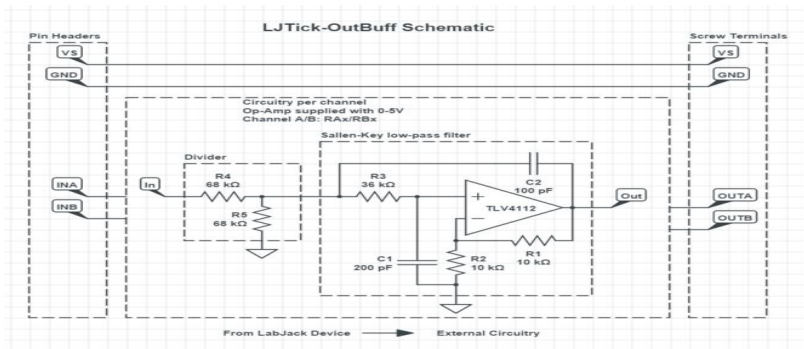 LJTick-OutBuff Schematic
Pin Headers
Screw Terminals
VS
VS
GND
GND
Circuitry per channel
Op-Amp supplied with 0-5V
Channel A/B: RAx/RBx
Sallen-Key low-pass filter
Divider
INA
INB
In
R4
68 kΩ
R5
68 kΩ
R3
36 kΩ
C2
100 pF
+
−
TLV4112
Out
OUTA
OUTB
C1
200 pF
R2
10 kΩ
R1
10 kΩ
From LabJack Device
External Circuitry